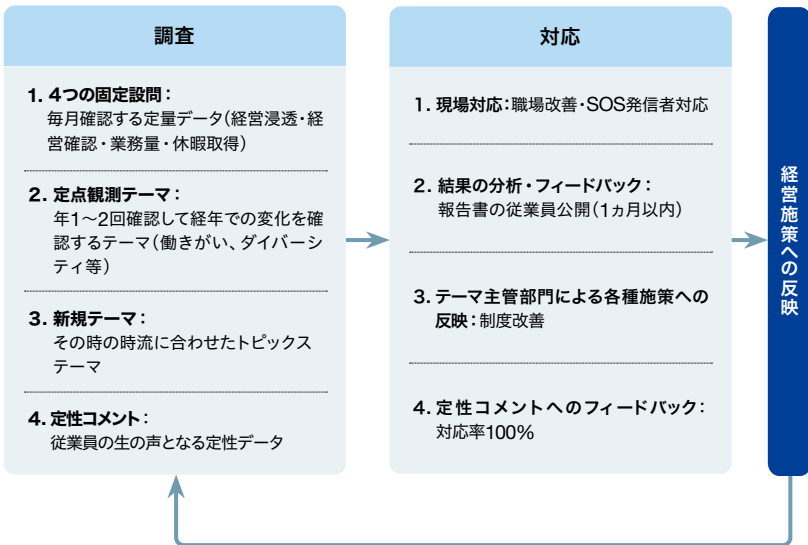 調査
1. 4つの固定設問：
毎月確認する定量データ（経営浸透・経
営確認・業務量・休暇取得）
2. 定点観測テーマ：
年1～2回確認して経年での変化を確
認するテーマ（働きがい、ダイバーシ
ティ等）
3. 新規テーマ：
その時の時流に合わせたトピックス
テーマ
4. 定性コメント：
従業員の生の声となる定性データ
対応
1. 現場対応：職場改善・SOS発信者対応
2. 結果の分析・フィードバック：
報告書の従業員公開（1ヵ月以内）
3. テーマ主管部門による各種施策への
反映：制度改善
4. 定性コメントへのフィードバック：
対応率100％
経営施策への反映